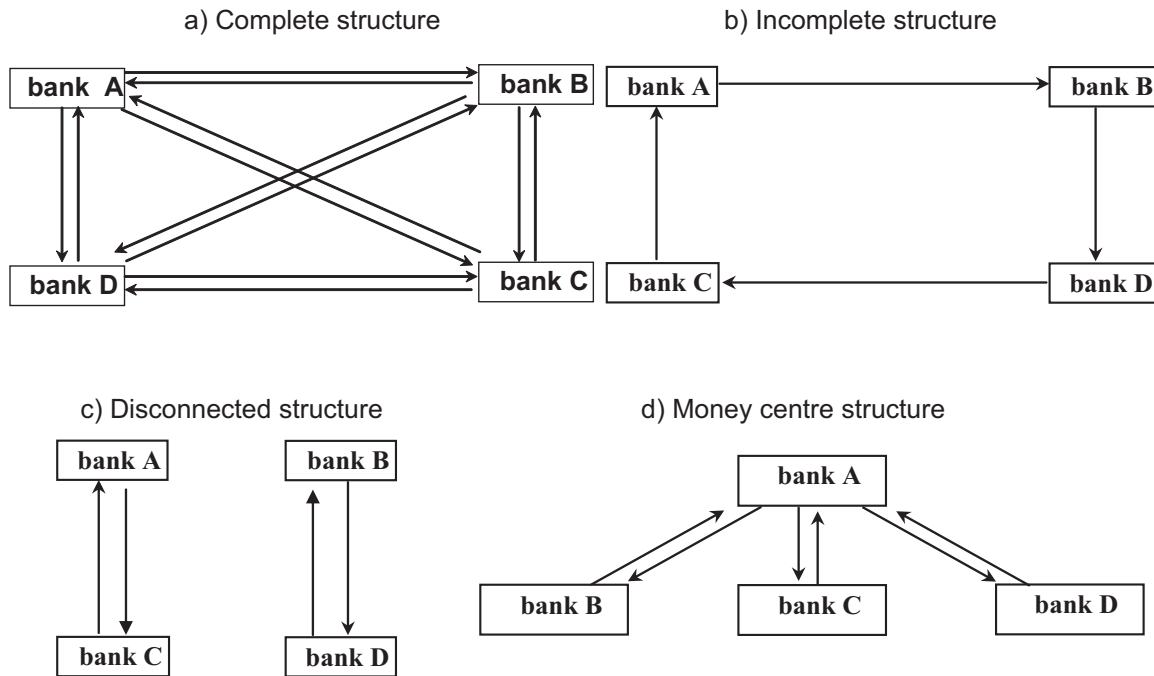 a) Complete structure
bank A
bank B
bank D
bank C
b) Incomplete structure
bank A
bank B
bank C
bank D
c) Disconnected structure
bank A
bank B
bank C
bank D
d) Money centre structure
bank A
bank B
bank C
bank D